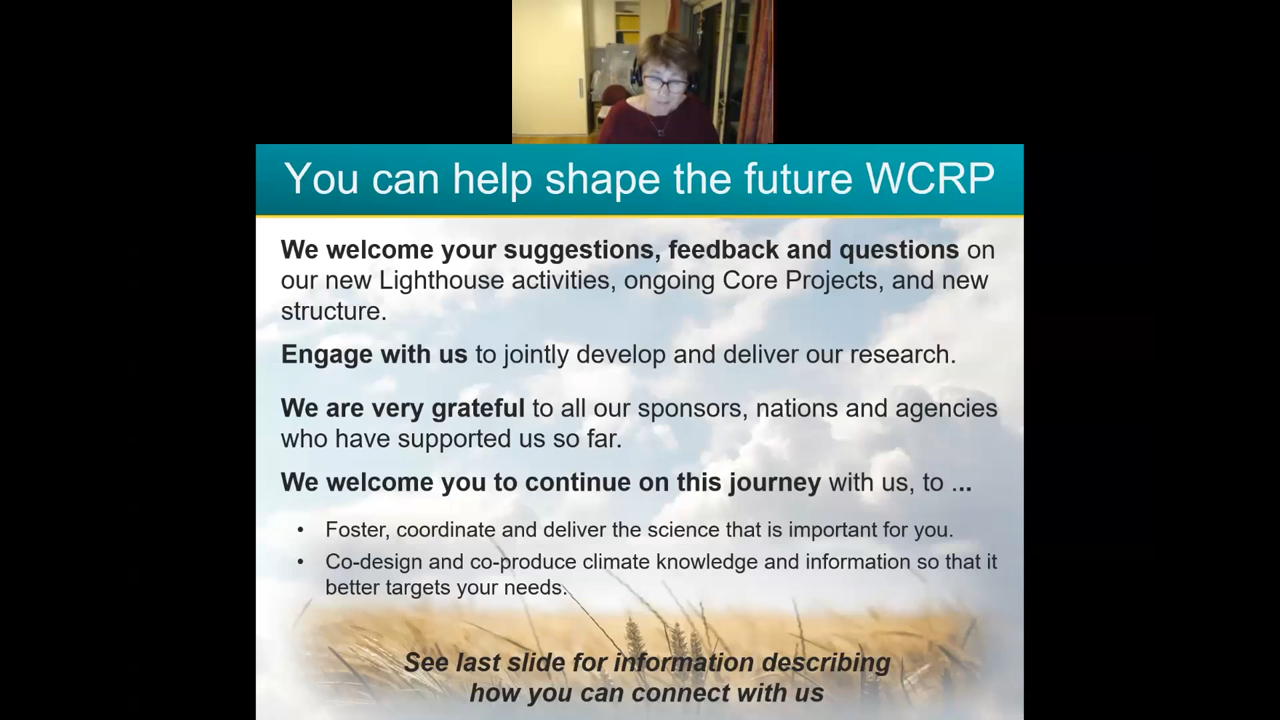 You can help shape the future WCRP
We welcome your suggestions, feedback and questions on
our new Lighthouse activities, ongoing Core Projects, and new
structure.
Engage with us to jointly develop and deliver our research.
We are very grateful to all our sponsors, nations and agencies
who have supported us so far.
We welcome you to continue on this journey with us, to ...
• Foster, coordinate and deliver the science that is important for you.
• Co-design and co-produce climate knowledge and information so that it
better targets your needs.
See last slide for information describing
how you can connect with us